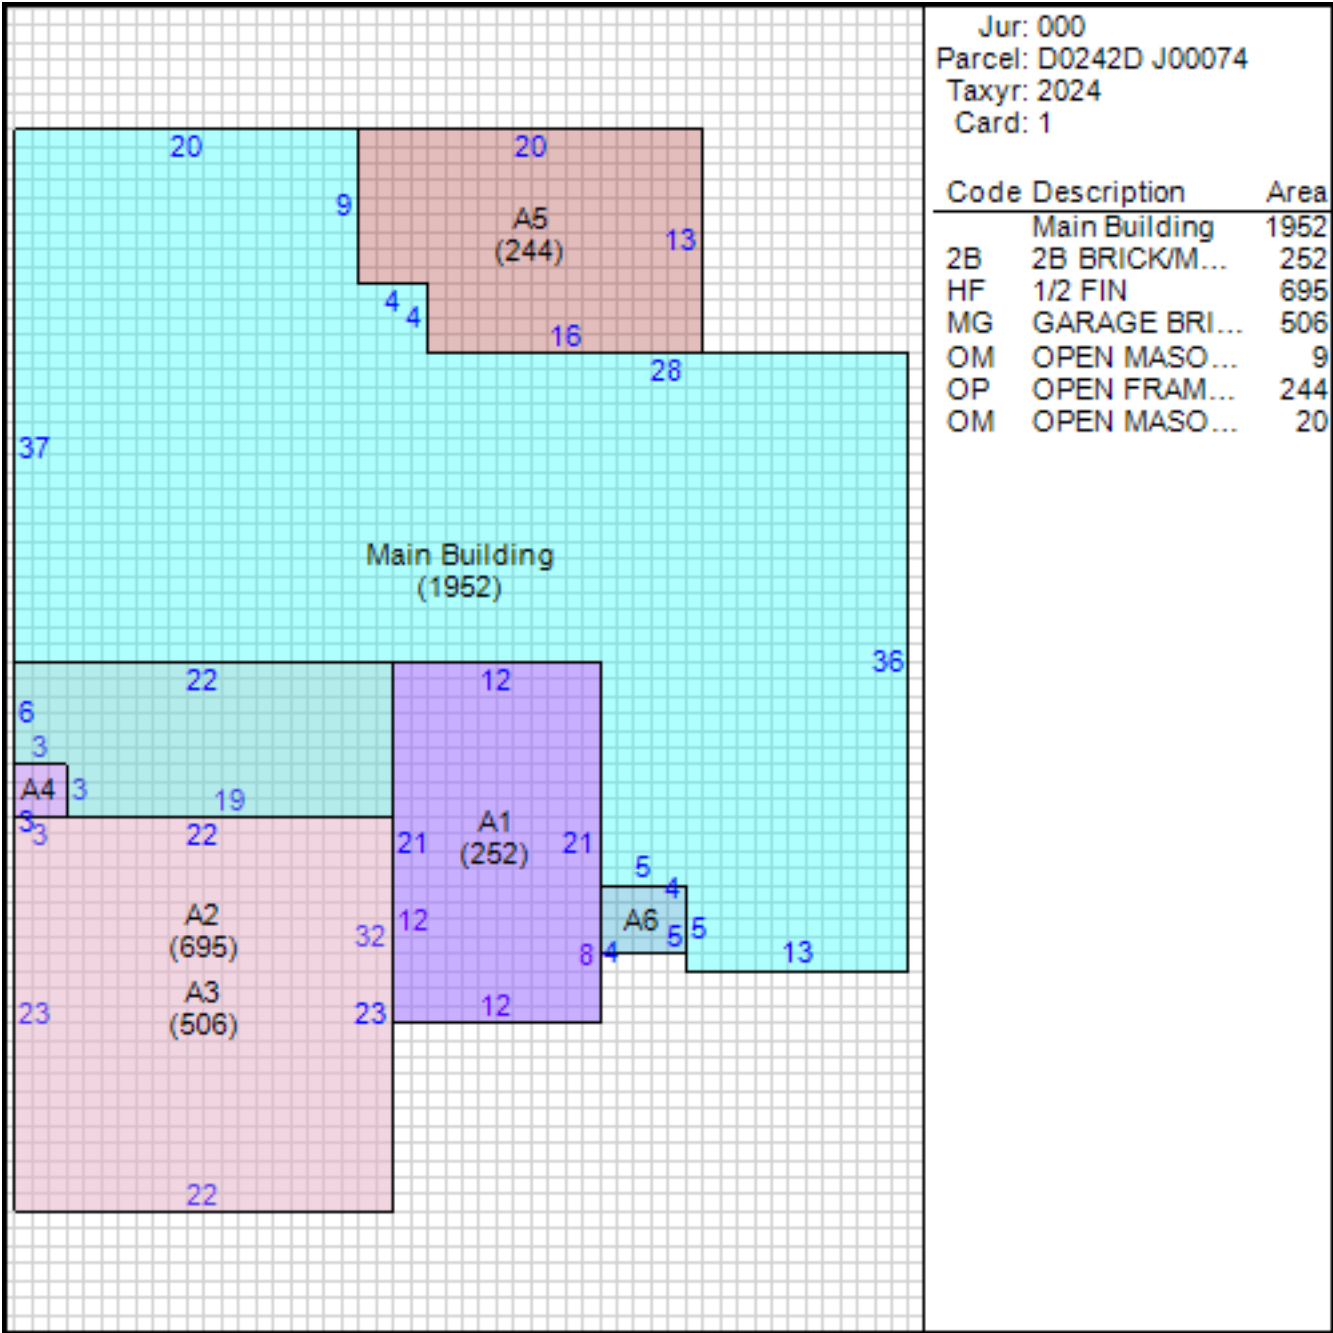 Jur: 000
Parcel: D0242D J00074
Taxyr: 2024
Card: 1
Code Description Area
Main Building 1952
2B 2B BRICK/M... 252
HF 1/2 FIN 695
MG GARAGE BRI... 506
OM OPEN MASO... 9
OP OPEN FRAM... 244
OM OPEN MASO... 20
20
20
9
A5
(244)
13
4
4
16
28
37
Main Building
(1952)
36
22
12
6
3
A4
3
19
3
3
22
21
A1
(252)
21
5
4
A6
5
5
4
8
13
12
32
A2
(695)
A3
(506)
23
23
12
22